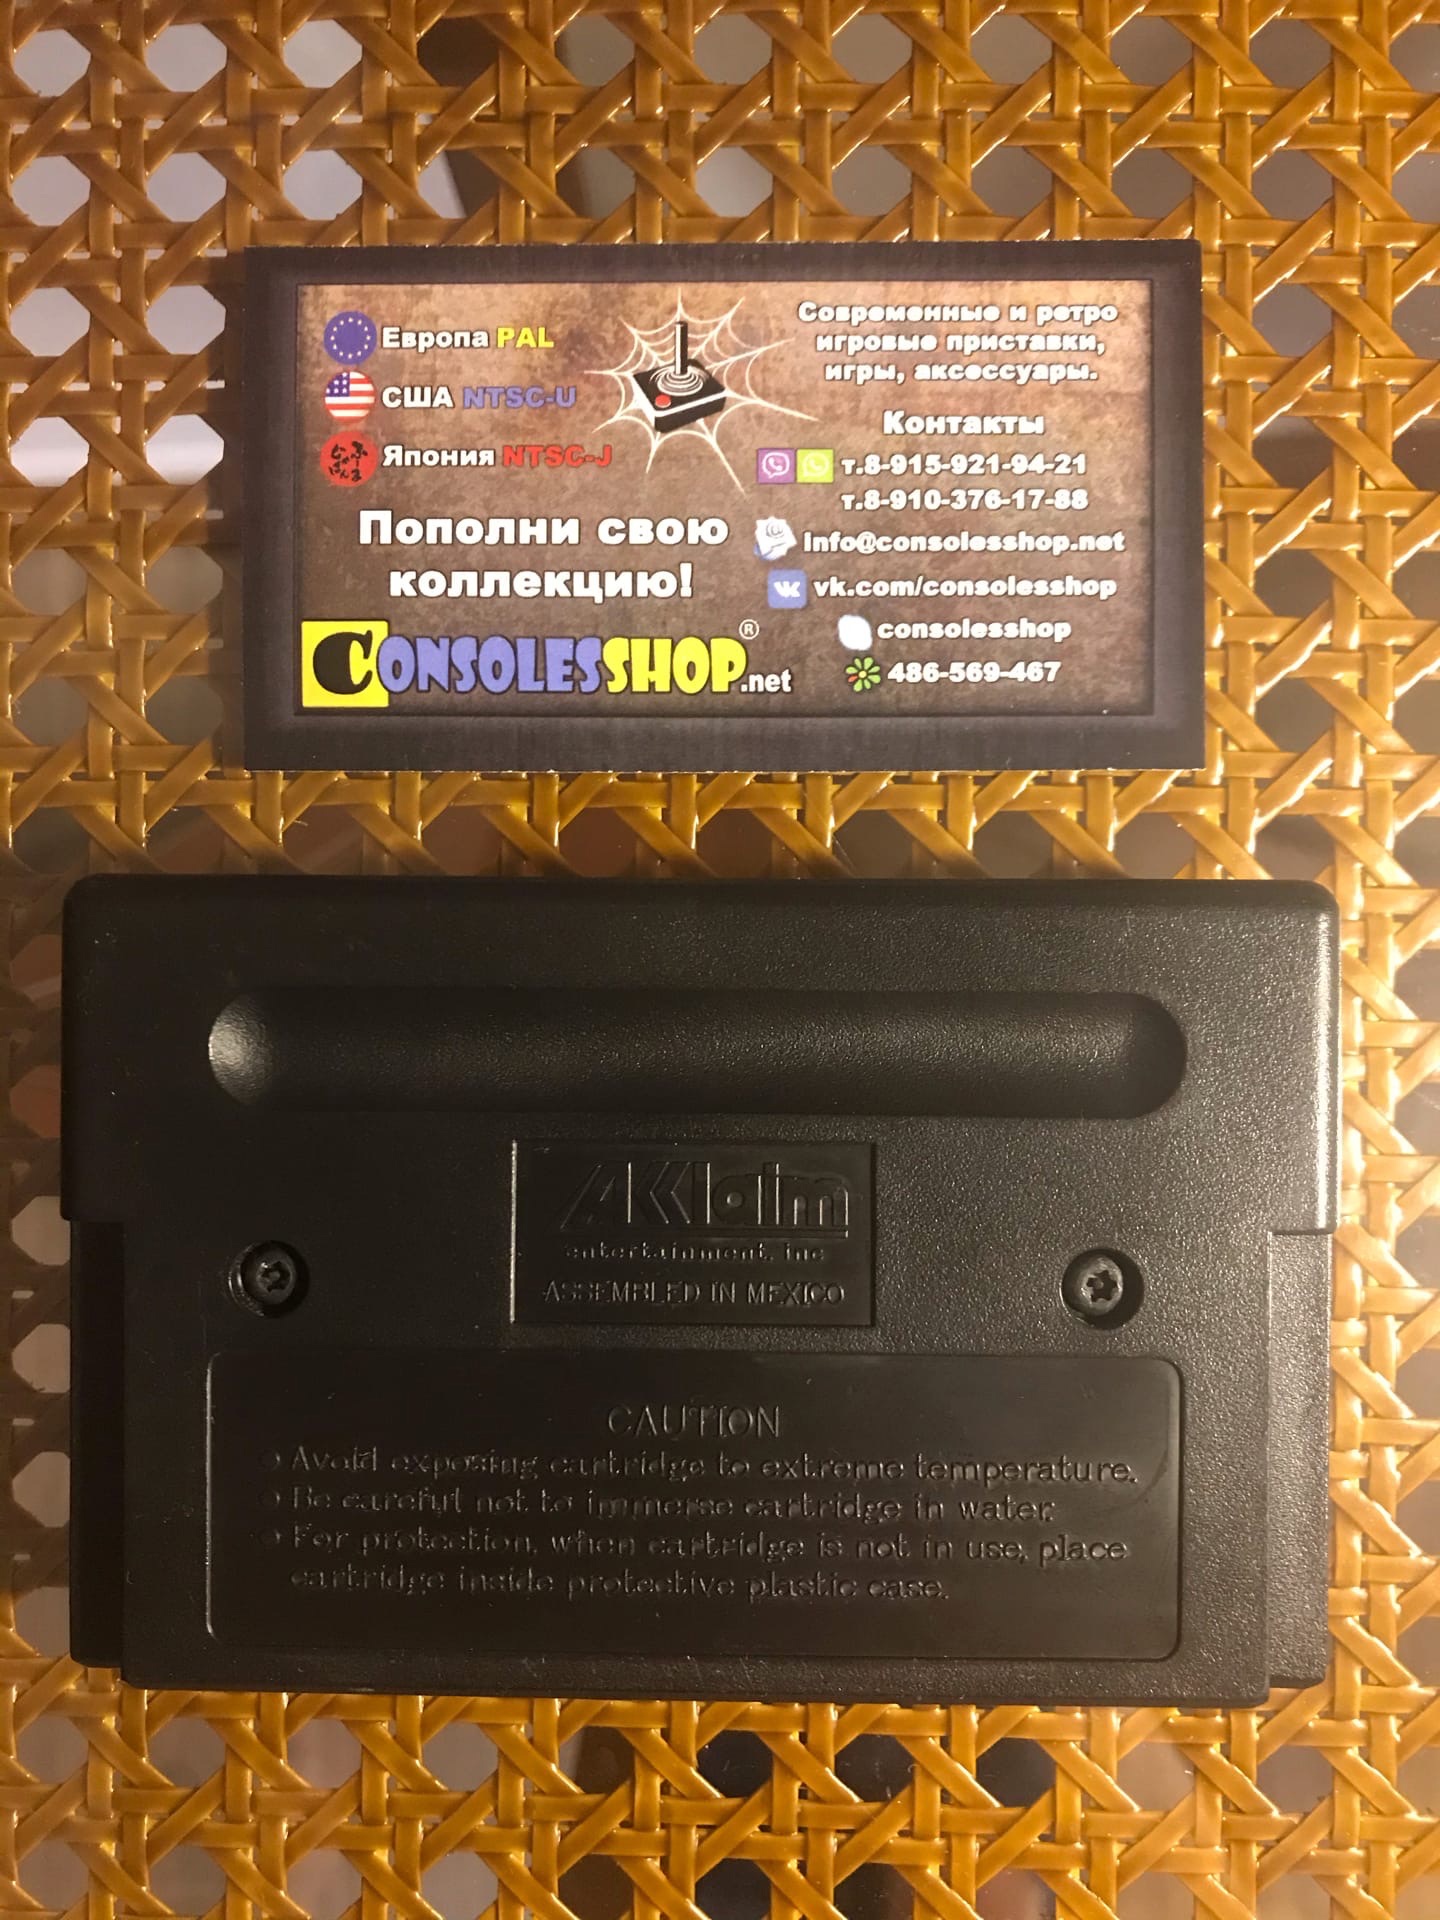 Европа PAL
США NTSC-U
Япония NTSC-J
Пополни свою
коллекцию!
CONSOLESSHOP®.net
Современные и ретро
игровые приставки,
игры, аксессуары.
Контакты
т.8-915-921-94-21
т.8-910-376-17-88
info@consolesshop.net
vk.com/consolesshop
consolesshop
486-569-467
AKKlaim
entertainment, inc
ASSEMBLED IN MEXICO
CAUTION
Avoid exposing cartridge to extreme temperature.
Be careful not to immerse cartridge in water.
For protection, when cartridge is not in use, place
cartridge inside protective plastic case.